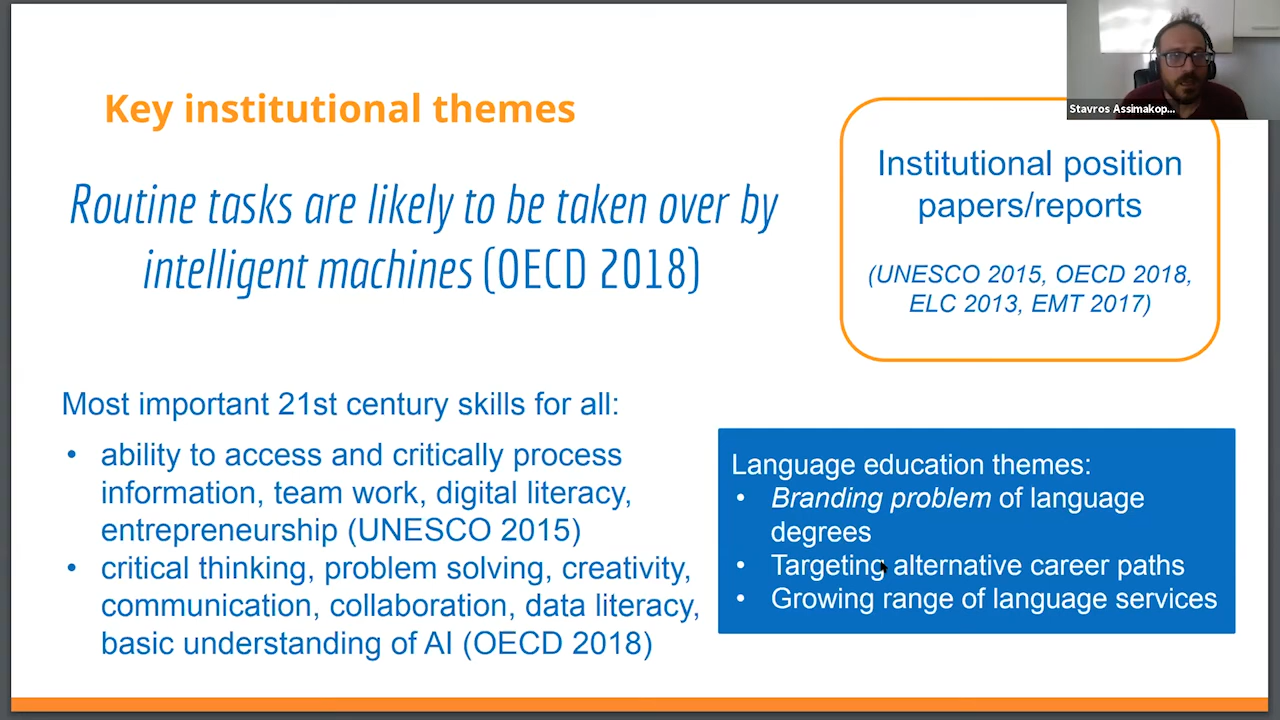 Stavros Assimakop...
Key institutional themes
Routine tasks are likely to be taken over by
intelligent machines (OECD 2018)
Institutional position
papers/reports
(UNESCO 2015, OECD 2018,
ELC 2013, EMT 2017)
Most important 21st century skills for all:
• ability to access and critically process
information, team work, digital literacy,
entrepreneurship (UNESCO 2015)
• critical thinking, problem solving, creativity,
communication, collaboration, data literacy,
basic understanding of AI (OECD 2018)
Language education themes:
• Branding problem of language
degrees
• Targeting alternative career paths
• Growing range of language services